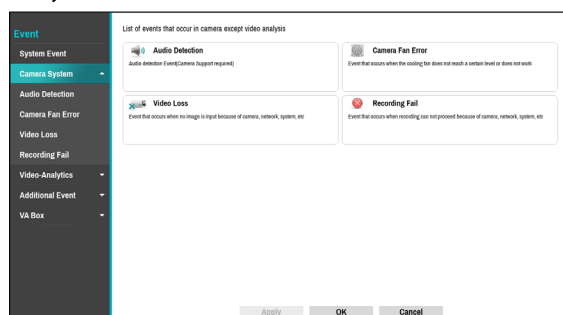 Event
System Event
Camera System
Audio Detection
Camera Fan Error
Video Loss
Recording Fail
Video-Analytics
Additional Event
VA Box
List of events that occur in camera except video analysis
Audio Detection
Audio detection Event(Camera Support required)
Camera Fan Error
Event that occurs when the cooling fan does not reach a certain level or does not work
Video Loss
Event that occurs when no image is input because of camera, network, system, etc
Recording Fail
Event that occurs when recording can not proceed because of camera, network, system, etc
Apply
OK
Cancel